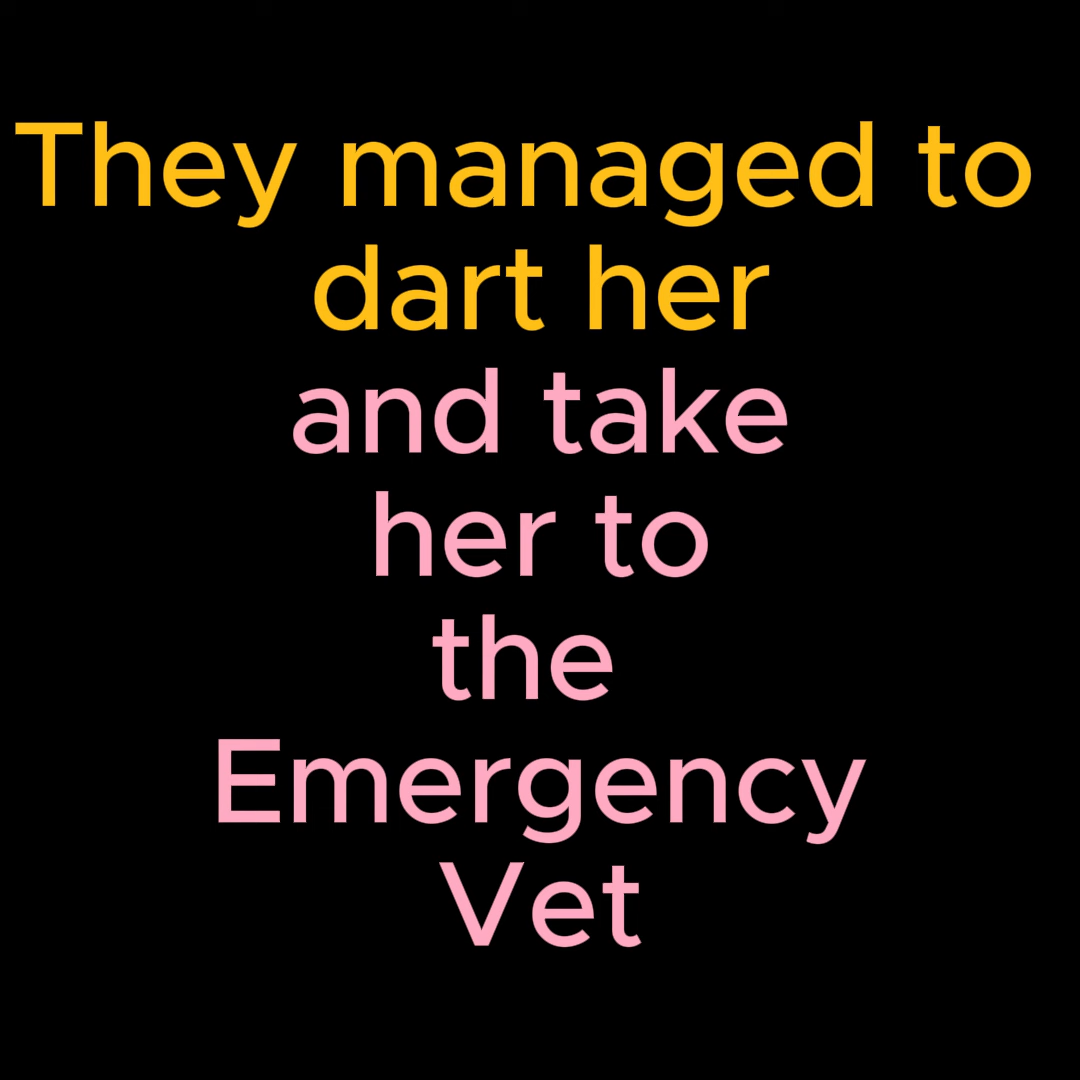 They managed to
dart her
and take
her to
the
Emergency
Vet